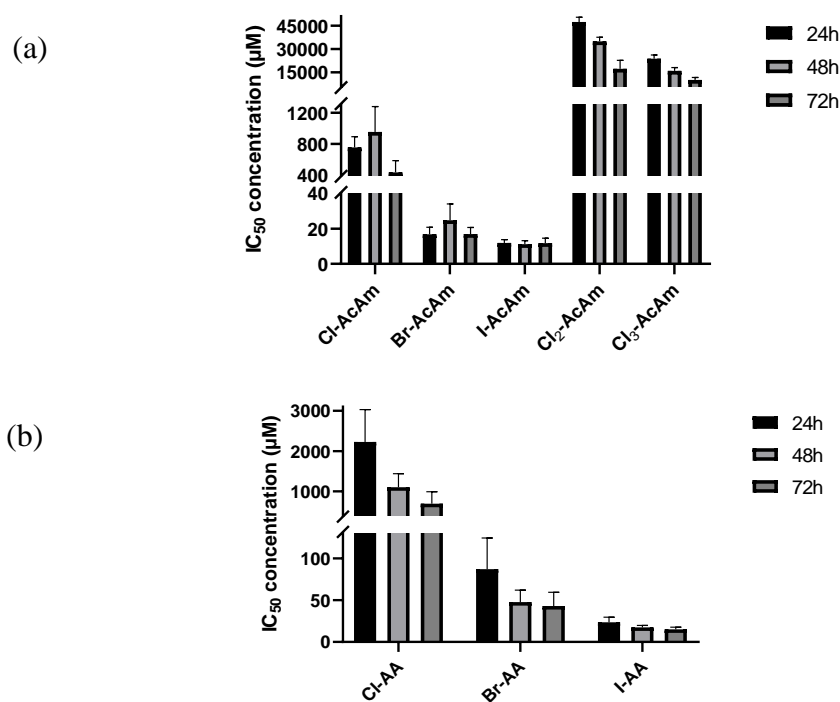 (a)
IC50 concentration (µM)
45000
30000
15000
1200
800
400
40
20
0
Cl-AcAm
Br-AcAm
I-AcAm
Cl2-AcAm
Cl3-AcAm
24h
48h
72h
(b)
IC50 concentration (µM)
3000
2000
1000
100
50
0
Cl-AA
Br-AA
I-AA
24h
48h
72h